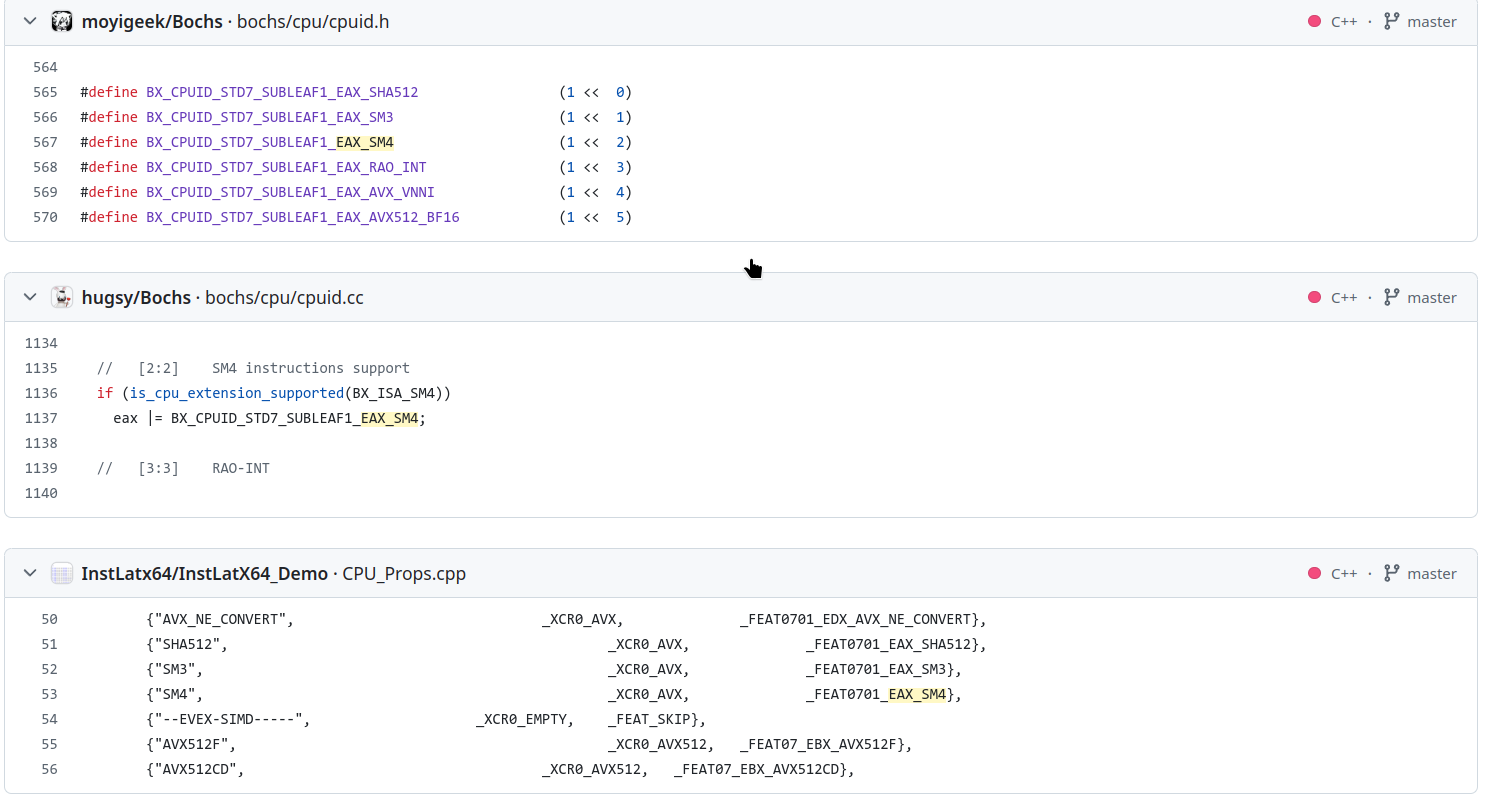 moyigeek/Bochs · bochs/cpu/cpuid.h C++ · master
564
565 #define BX_CPUID_STD7_SUBLEAF1_EAX_SHA512 (1 << 0)
566 #define BX_CPUID_STD7_SUBLEAF1_EAX_SM3 (1 << 1)
567 #define BX_CPUID_STD7_SUBLEAF1_EAX_SM4 (1 << 2)
568 #define BX_CPUID_STD7_SUBLEAF1_EAX_RAO_INT (1 << 3)
569 #define BX_CPUID_STD7_SUBLEAF1_EAX_AVX_VNNI (1 << 4)
570 #define BX_CPUID_STD7_SUBLEAF1_EAX_AVX512_BF16 (1 << 5)
hugsy/Bochs · bochs/cpu/cpuid.cc C++ · master
1134
1135 // [2:2] SM4 instructions support
1136 if (is_cpu_extension_supported(BX_ISA_SM4))
1137 eax |= BX_CPUID_STD7_SUBLEAF1_EAX_SM4;
1138
1139 // [3:3] RAO-INT
1140
InstLatx64/InstLatX64_Demo · CPU_Props.cpp C++ · master
50 {"AVX_NE_CONVERT", _XCR0_AVX, _FEAT0701_EDX_AVX_NE_CONVERT},
51 {"SHA512", _XCR0_AVX, _FEAT0701_EAX_SHA512},
52 {"SM3", _XCR0_AVX, _FEAT0701_EAX_SM3},
53 {"SM4", _XCR0_AVX, _FEAT0701_EAX_SM4},
54 {"--EVEX-SIMD-----", _XCR0_EMPTY, _FEAT_SKIP},
55 {"AVX512F", _XCR0_AVX512, _FEAT07_EBX_AVX512F},
56 {"AVX512CD", _XCR0_AVX512, _FEAT07_EBX_AVX512CD},